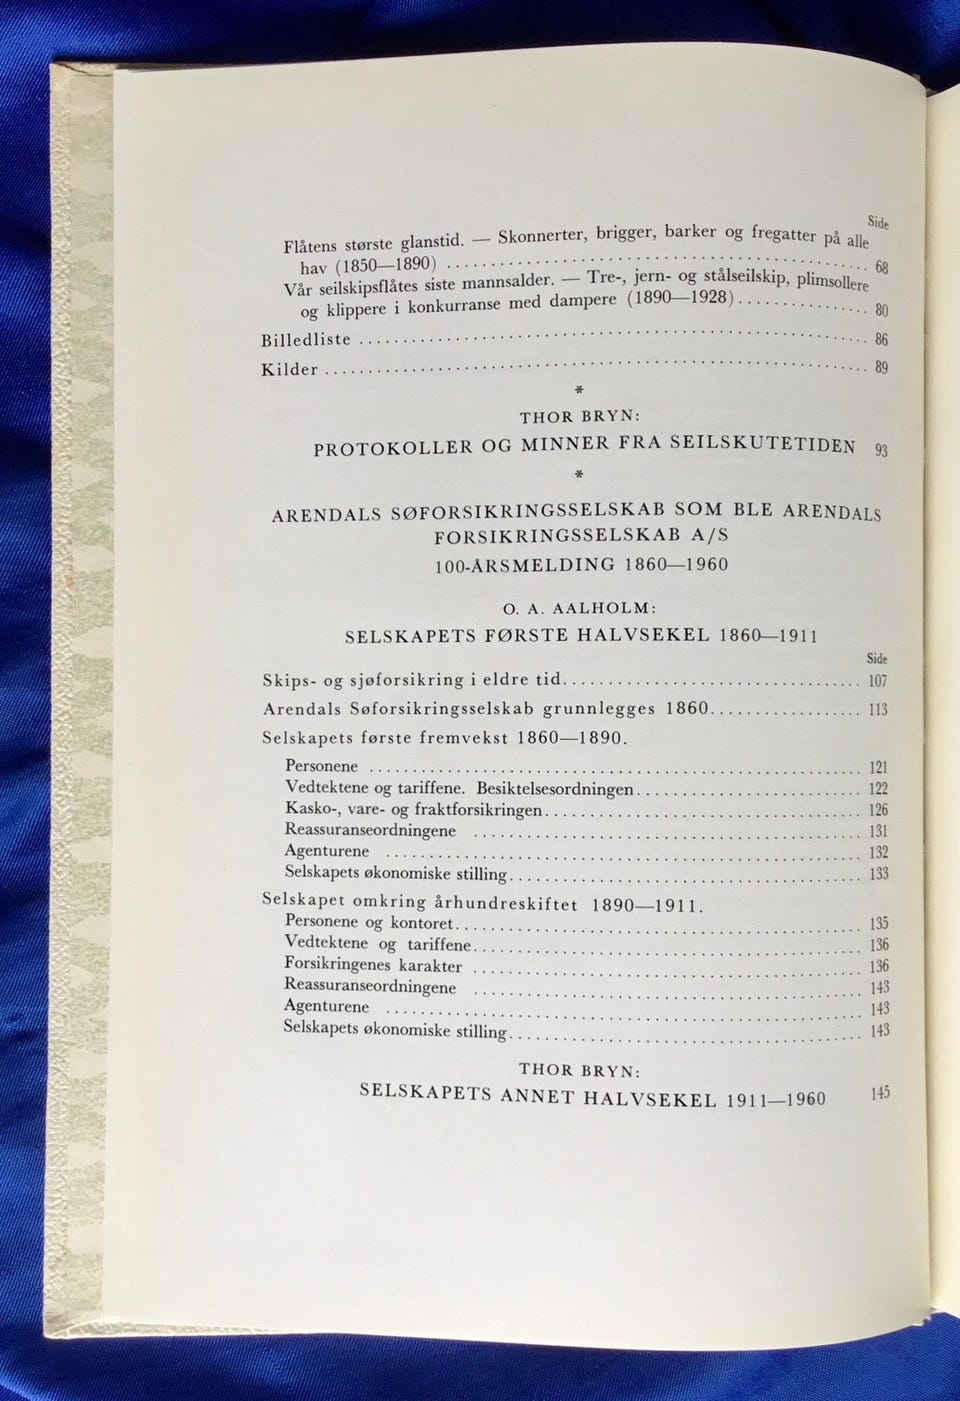 Side
Flåtens største glanstid. — Skonnerter, brigger, barker og fregatter på alle
hav (1850—1890) .................................................. 68
Vår seilskipsflåtes siste mannsalder. — Tre-, jern- og stålseilskip, plimsollere
og klippere i konkurranse med dampere (1890—1928) ............... 80
Billedliste .................................................. 86
Kilder .................................................. 89
*
THOR BRYN:
PROTOKOLLER OG MINNER FRA SEILSKUTETIDEN 93
*
ARENDALS SØFORSIKRINGSSELSKAB SOM BLE ARENDALS
FORSIKRINGSSELSKAB A/S
100-ÅRSMELDING 1860—1960
O. A. AALHOLM:
SELSKAPETS FØRSTE HALVSEKEL 1860—1911
Side
Skips- og sjøforsikring i eldre tid................................. 107
Arendals Søforsikringsselskab grunnlegges 1860................. 113
Selskapets første fremvekst 1860—1890.
Personene .................................................. 121
Vedtektene og tariffene. Besiktelsesordningen......................... 122
Kasko-, vare- og fraktforsikringen................................... 126
Reassuranseordningene ........................................... 131
Agenturene .................................................. 132
Selskapets økonomiske stilling....................................... 133
Selskapet omkring århundreskiftet 1890—1911.
Personene og kontoret............................................. 135
Vedtektene og tariffene........................................... 136
Forsikringenes karakter ........................................... 136
Reassuranseordningene ........................................... 143
Agenturene .................................................. 143
Selskapets økonomiske stilling....................................... 143
THOR BRYN:
SELSKAPETS ANNET HALVSEKEL 1911—1960 145